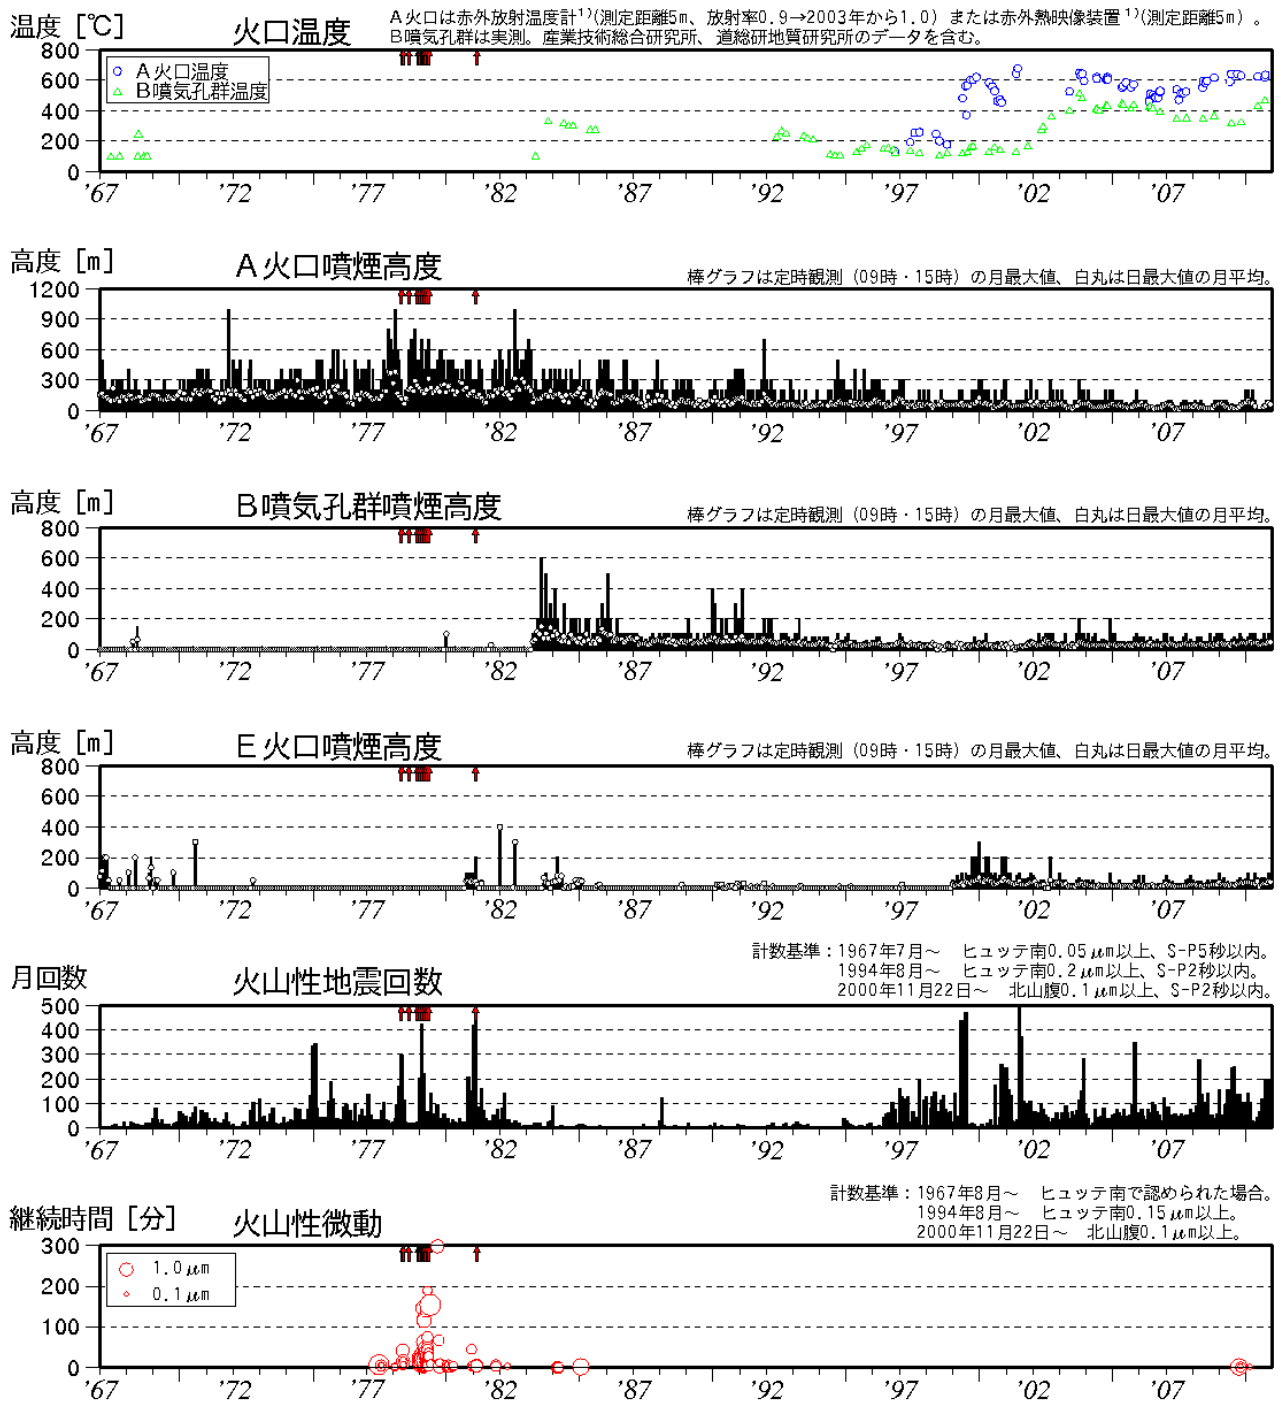 温度[℃]
火口温度
A火口は赤外放射温度計¹⁾(測定距離5m、放射率0.9→2003年から1.0) または赤外熱映像装置¹⁾(測定距離5m) 。
B噴気孔群は実測。産業技術総合研究所、道総研地質研究所のデータを含む。
800
600
400
200
0
A火口温度
B噴気孔群温度
'67 '72 '77 '82 '87 '92 '97 '02 '07
高度[m]
A火口噴煙高度
棒グラフは定時観測(09時・15時)の月最大値、白丸は日最大値の月平均。
1200
900
600
300
0
'67 '72 '77 '82 '87 '92 '97 '02 '07
高度[m]
B噴気孔群噴煙高度
棒グラフは定時観測(09時・15時)の月最大値、白丸は日最大値の月平均。
800
600
400
200
0
'67 '72 '77 '82 '87 '92 '97 '02 '07
高度[m]
E火口噴煙高度
棒グラフは定時観測(09時・15時)の月最大値、白丸は日最大値の月平均。
800
600
400
200
0
'67 '72 '77 '82 '87 '92 '97 '02 '07
月回数
火山性地震回数
計数基準：1967年7月～ ヒュッテ南0.05μm以上、S-P5秒以内。
1994年8月～ ヒュッテ南0.2μm以上、S-P2秒以内。
2000年11月22日～ 北山腹0.1μm以上、S-P2秒以内。
500
400
300
200
100
0
'67 '72 '77 '82 '87 '92 '97 '02 '07
継続時間[分]
火山性微動
計数基準：1967年8月～ ヒュッテ南で認められた場合。
1994年8月～ ヒュッテ南0.15μm以上。
2000年11月22日～ 北山腹0.1μm以上。
300
200
100
0
1.0μm
0.1μm
'67 '72 '77 '82 '87 '92 '97 '02 '07